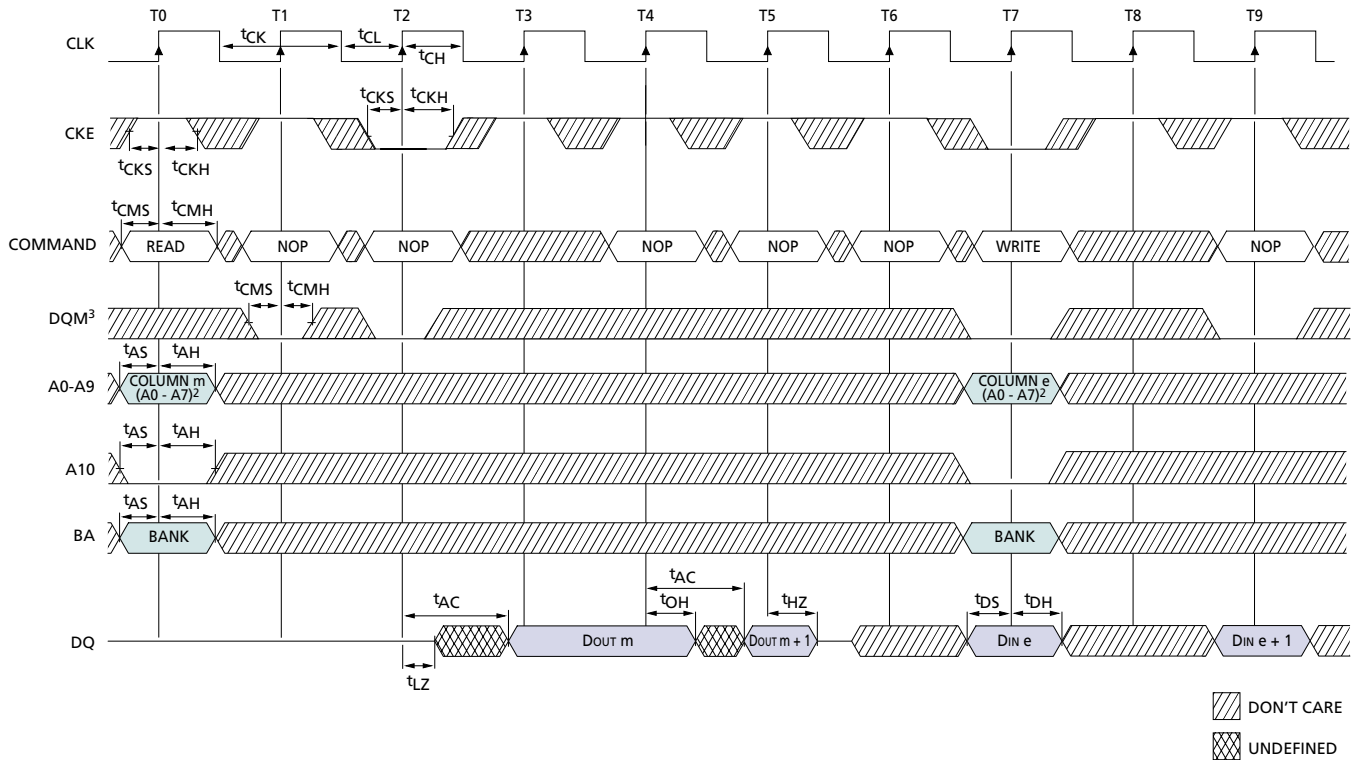 T0 T1 T2 T3 T4 T5 T6 T7 T8 T9
CLK
tCK tCL
tCH
tCKS tCKH
CKE
tCKS tCKH
tCMS tCMH
COMMAND READ NOP NOP NOP NOP NOP WRITE NOP
tCMS tCMH
DQM3
tAS tAH
A0-A9
COLUMN m
(A0 - A7)2
COLUMN e
(A0 - A7)2
tAS tAH
A10
tAS tAH
BA BANK BANK
tAC
tAC tOH tHZ tDS tDH
DQ DOUT m DOUT m + 1 DIN e DIN e + 1
tLZ
DON'T CARE
UNDEFINED